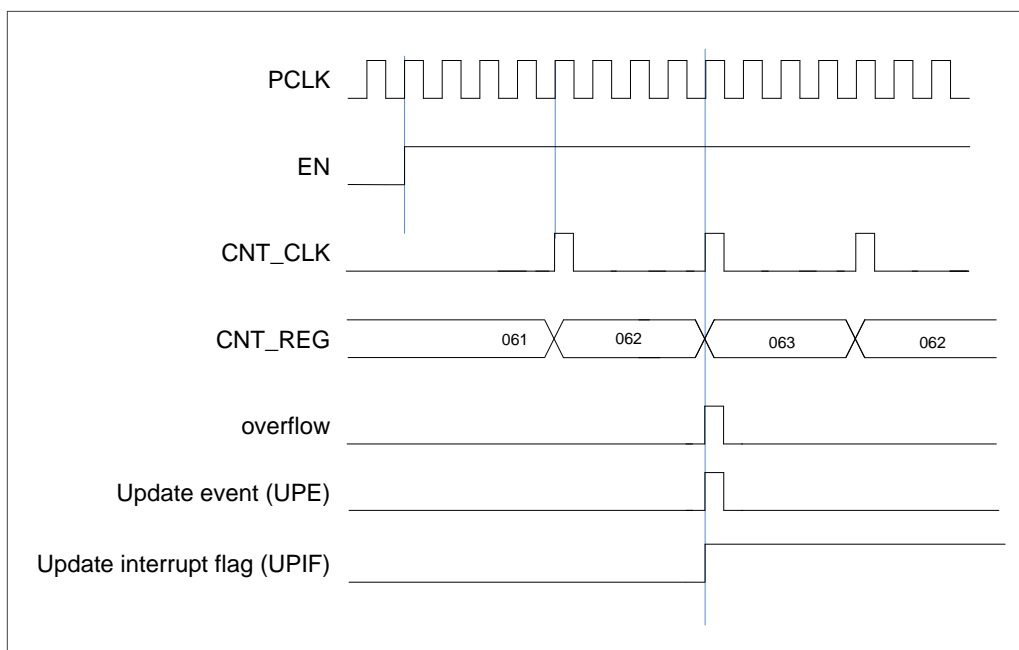 PCLK
EN
CNT_CLK
CNT_REG
061
062
063
062
overflow
Update event (UPE)
Update interrupt flag (UPIF)